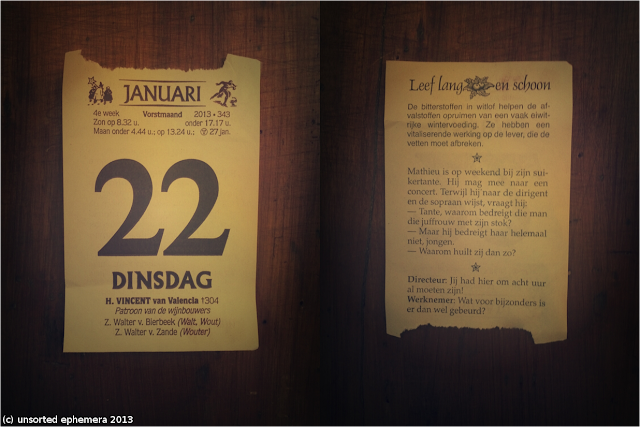 JANUARI
4e week Vorstmaand 2013 • 343
Zon op 8.32 u. onder 17.17 u.
Maan onder 4.44 u.; op 13.24 u.; 27 jan.
22
DINSDAG
H. VINCENT van Valencia 1304
Patroon van de wijnbouwers
Z. Walter v. Bierbeek (Walt, Wout)
Z. Walter v. Zande (Wouter)
Leef lang en schoon
De bitterstoffen in witlof helpen de af-
valstoffen opruimen van een vaak eiwit-
rijke wintervoeding. Ze hebben een
vitaliserende werking op de lever, die de
vetten moet afbreken.
Mathieu is op weekend bij zijn sui-
kertante. Hij mag mee naar een
concert. Terwijl hij naar de dirigent
en de sopraan wijst, vraagt hij:
— Tante, waarom bedreigt die man
die juffrouw met zijn stok?
— Maar hij bedreigt haar helemaal
niet, jongen.
— Waarom huilt zij dan zo?
Directeur: Jij had hier om acht uur
al moeten zijn!
Werknemer: Wat voor bijzonders is
er dan wel gebeurd?
(c) unsorted ephemera 2013